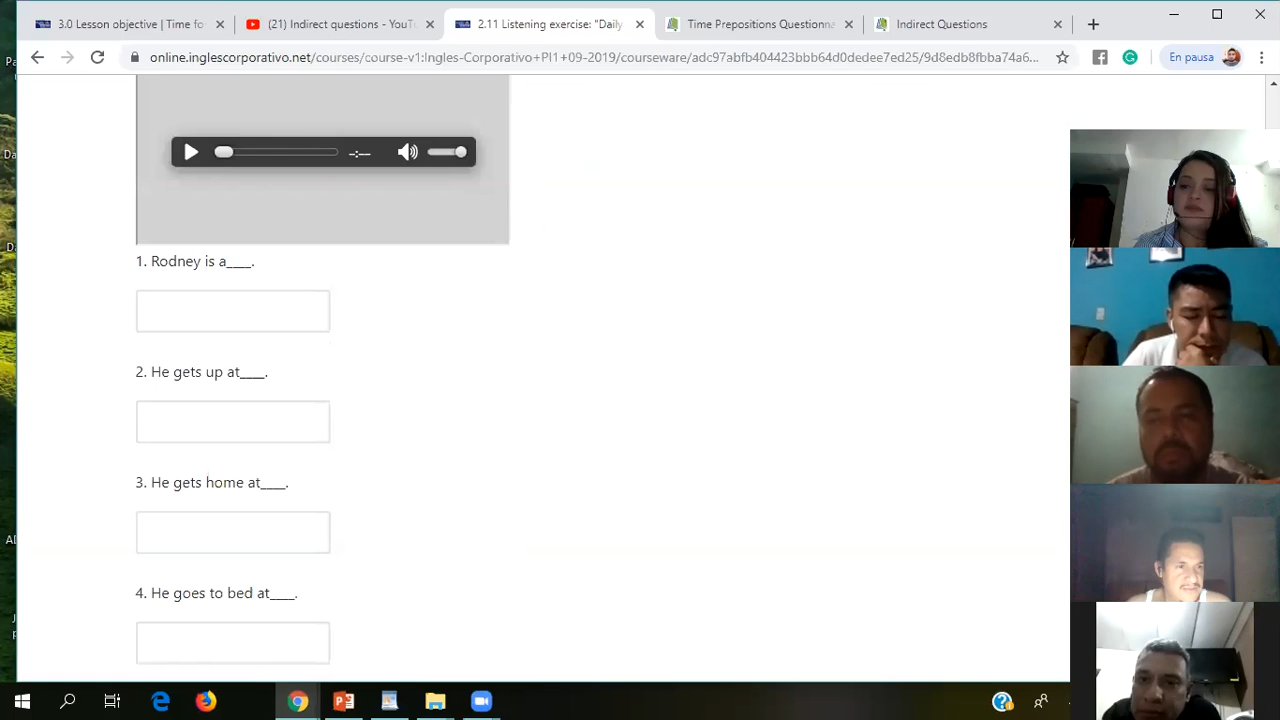 3.0 Lesson objective | Time fo
(21) Indirect questions - YouTu
2.11 Listening exercise: "Daily
Time Prepositions Questionna
Indirect Questions
online.inglescorporativo.net/courses/course-v1:Ingles-Corporativo+PI1+09-2019/courseware/adc97abfb404423bbb64d0dedee7ed25/9d8edb8fbba74a6...
En pausa
-:--
1. Rodney is a____.
2. He gets up at____.
3. He gets home at____.
4. He goes to bed at____.